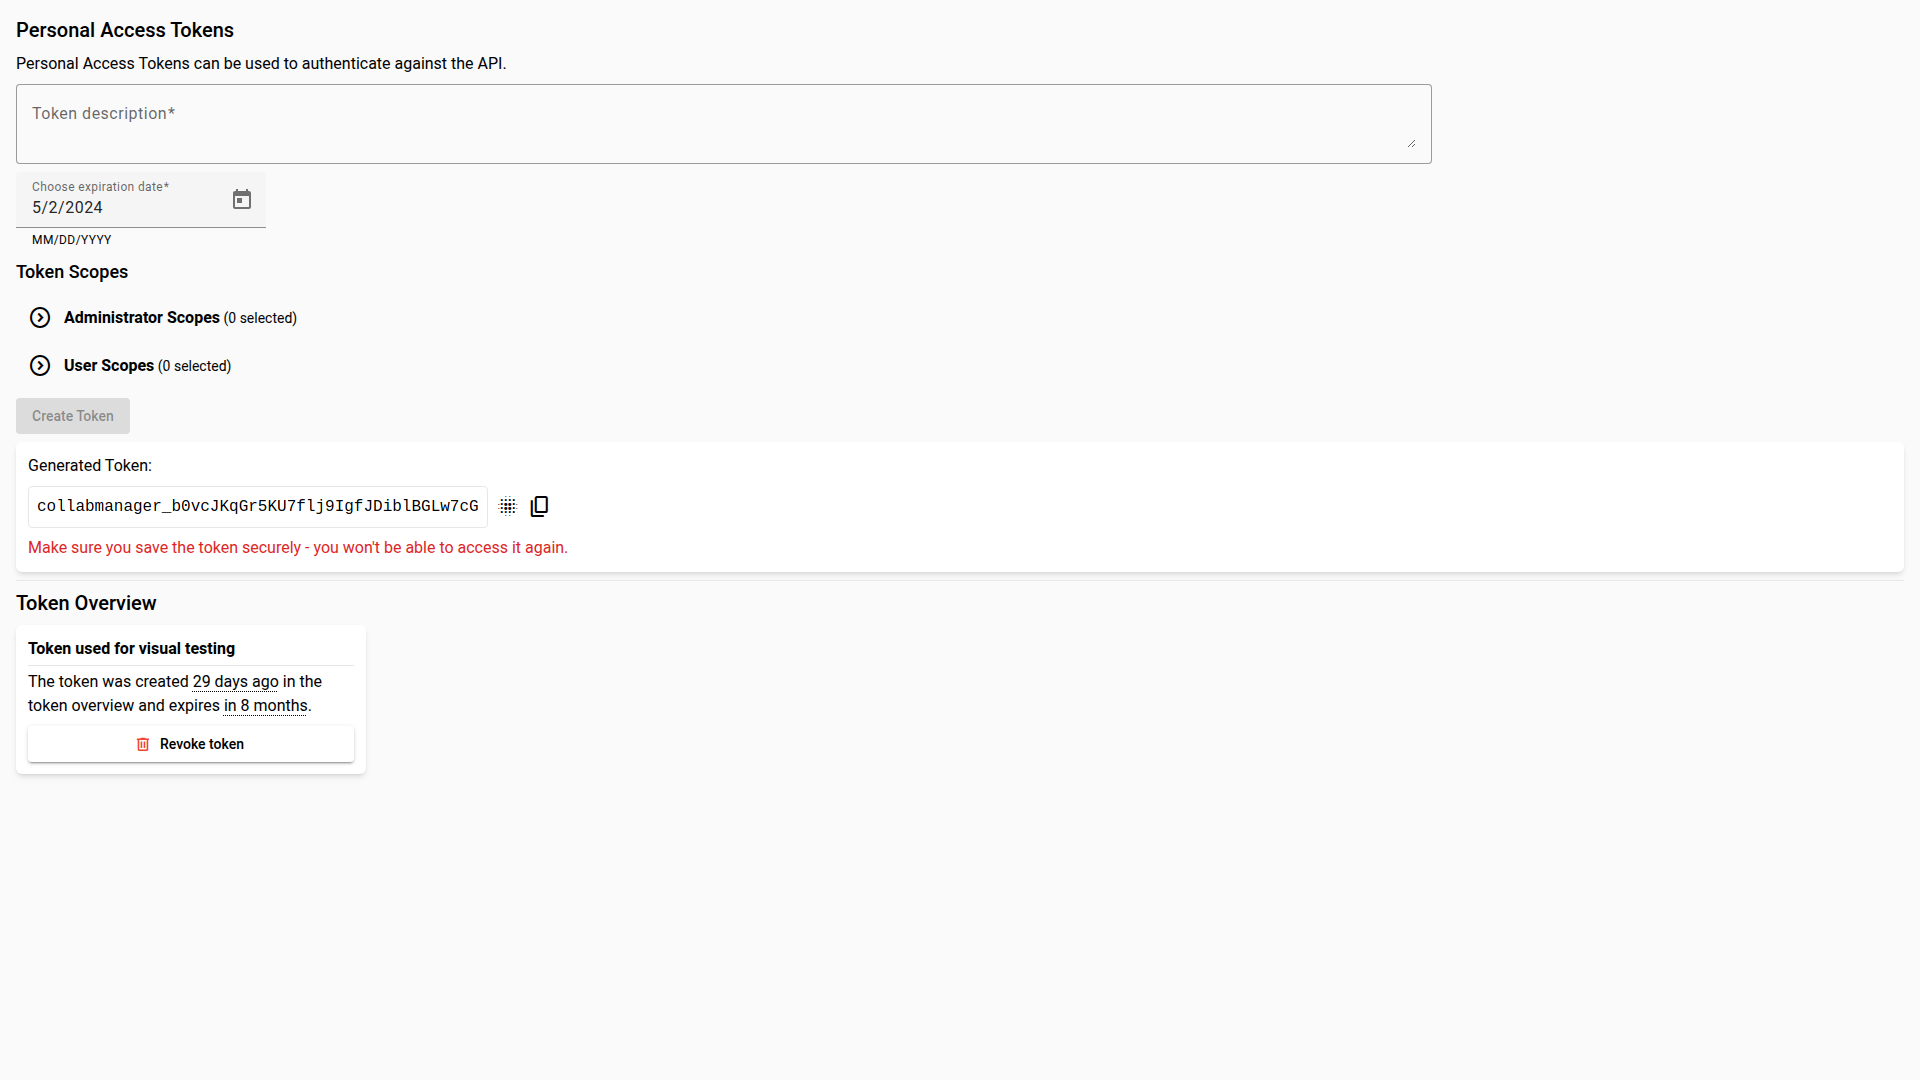 Personal Access Tokens
Personal Access Tokens can be used to authenticate against the API.
Token description*
Choose expiration date*
5/2/2024
MM/DD/YYYY
Token Scopes
Administrator Scopes (0 selected)
User Scopes (0 selected)
Create Token
Generated Token:
collabmanager_b0vcJKqGr5KU7flj9IgfJDiblBGLw7cG
Make sure you save the token securely - you won't be able to access it again.
Token Overview
Token used for visual testing
The token was created 29 days ago in the
token overview and expires in 8 months.
Revoke token